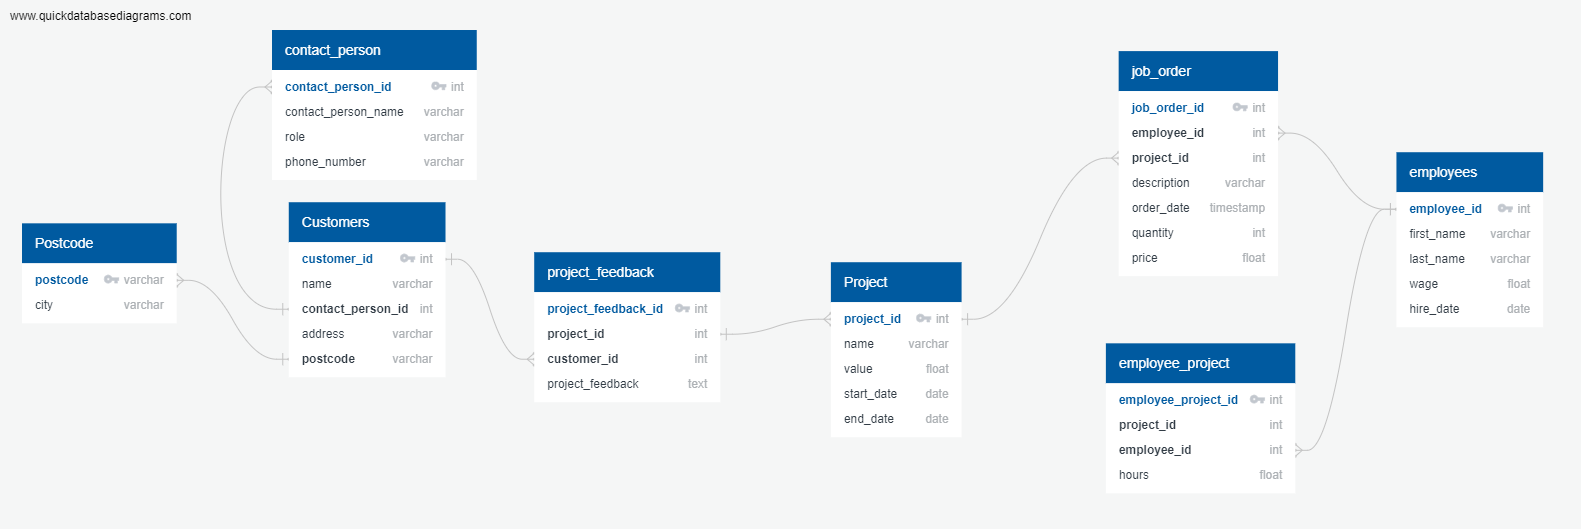 www.quickdatabasediagrams.com
contact_person
contact_person_id int
contact_person_name varchar
role varchar
phone_number varchar
Postcode
postcode varchar
city varchar
Customers
customer_id int
name varchar
contact_person_id int
address varchar
postcode varchar
project_feedback
project_feedback_id int
project_id int
customer_id int
project_feedback text
Project
project_id int
name varchar
value float
start_date date
end_date date
job_order
job_order_id int
employee_id int
project_id int
description varchar
order_date timestamp
quantity int
price float
employee_project
employee_project_id int
project_id int
employee_id int
hours float
employees
employee_id int
first_name varchar
last_name varchar
wage float
hire_date date